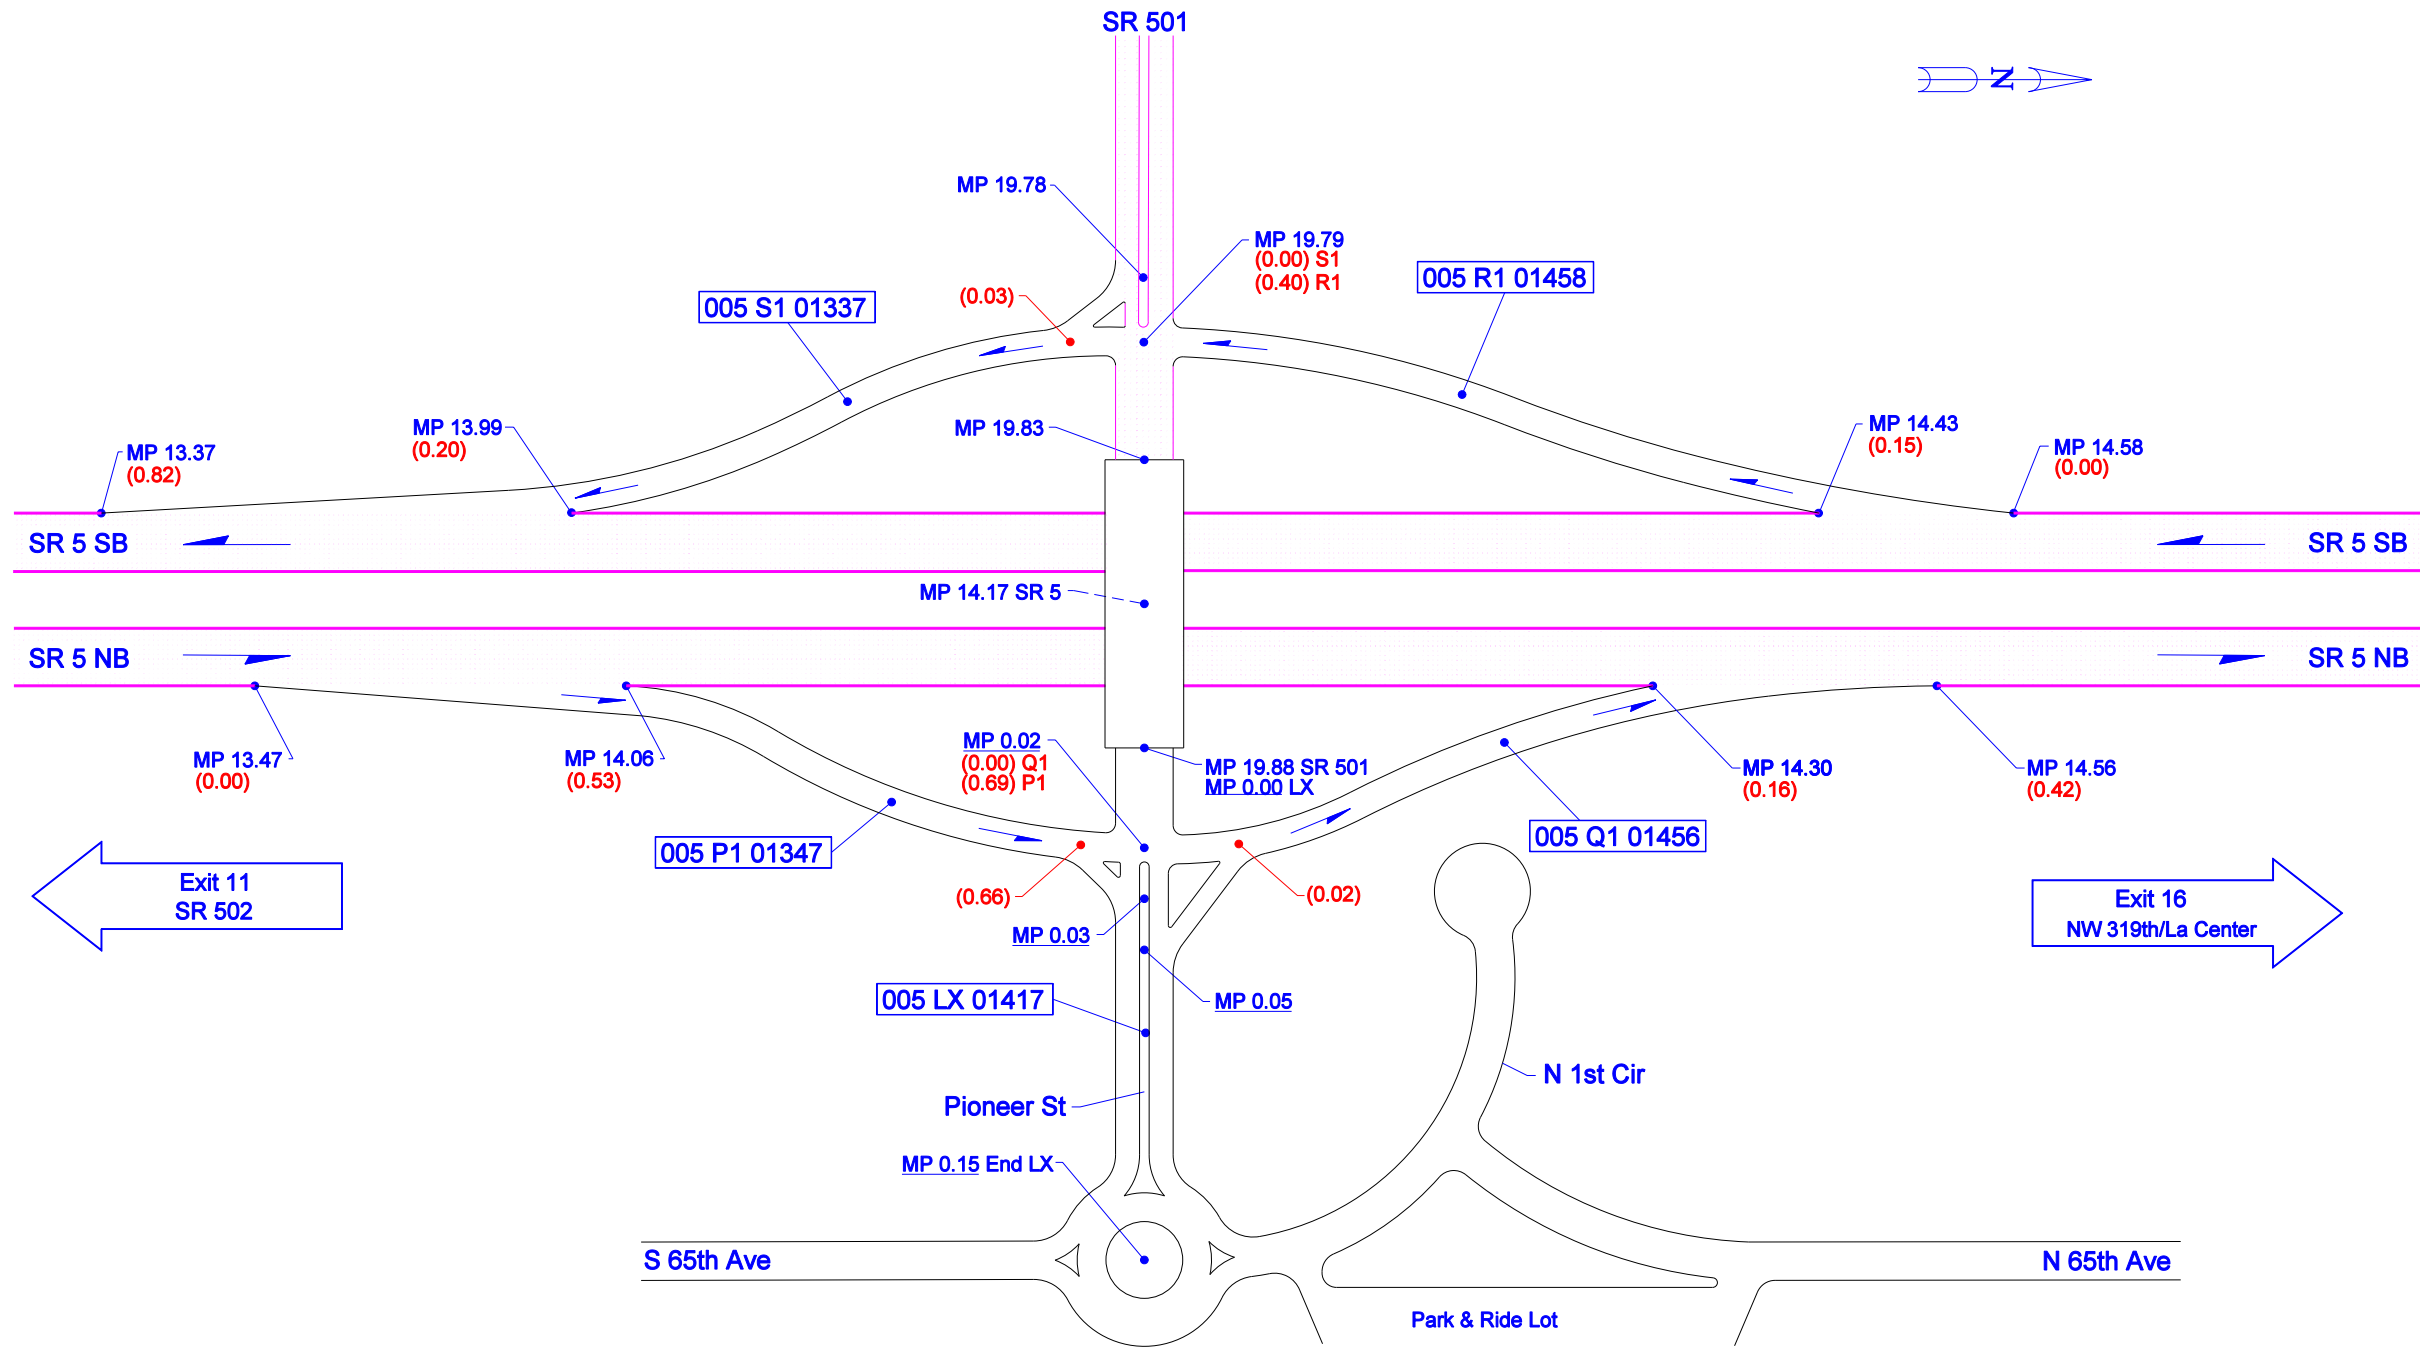 SR 501
N
MP 19.78
MP 19.79
(0.00) S1
(0.40) R1
005 R1 01458
(0.03)
005 S1 01337
MP 13.99
(0.20)
MP 19.83
MP 14.43
(0.15)
MP 13.37
(0.82)
MP 14.58
(0.00)
SR 5 SB
SR 5 SB
MP 14.17 SR 5
SR 5 NB
SR 5 NB
MP 13.47
(0.00)
MP 14.06
(0.53)
MP 0.02
(0.00) Q1
(0.69) P1
MP 19.88 SR 501
MP 0.00 LX
MP 14.30
(0.16)
MP 14.56
(0.42)
005 P1 01347
005 Q1 01456
Exit 11
SR 502
(0.66)
(0.02)
Exit 16
NW 319th/La Center
MP 0.03
005 LX 01417
MP 0.05
N 1st Cir
Pioneer St
MP 0.15 End LX
S 65th Ave
N 65th Ave
Park & Ride Lot